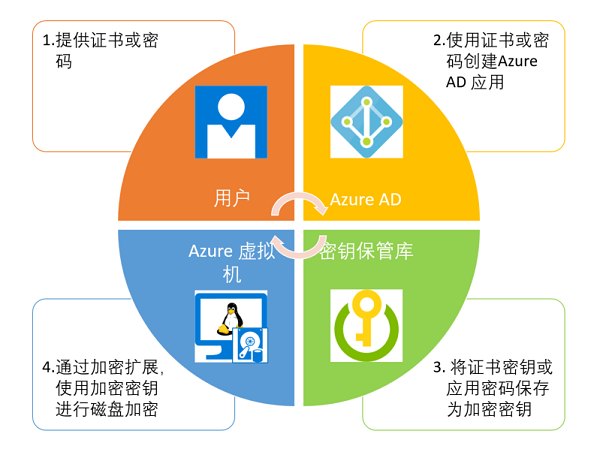 1.提供证书或密
码
2.使用证书或密
码创建Azure
AD 应用
用户
Azure AD
Azure 虚拟
机
密钥保管库
4.通过加密扩展,
使用加密密钥
进行磁盘加密
3. 将证书密钥或
应用密码保存
为加密密钥